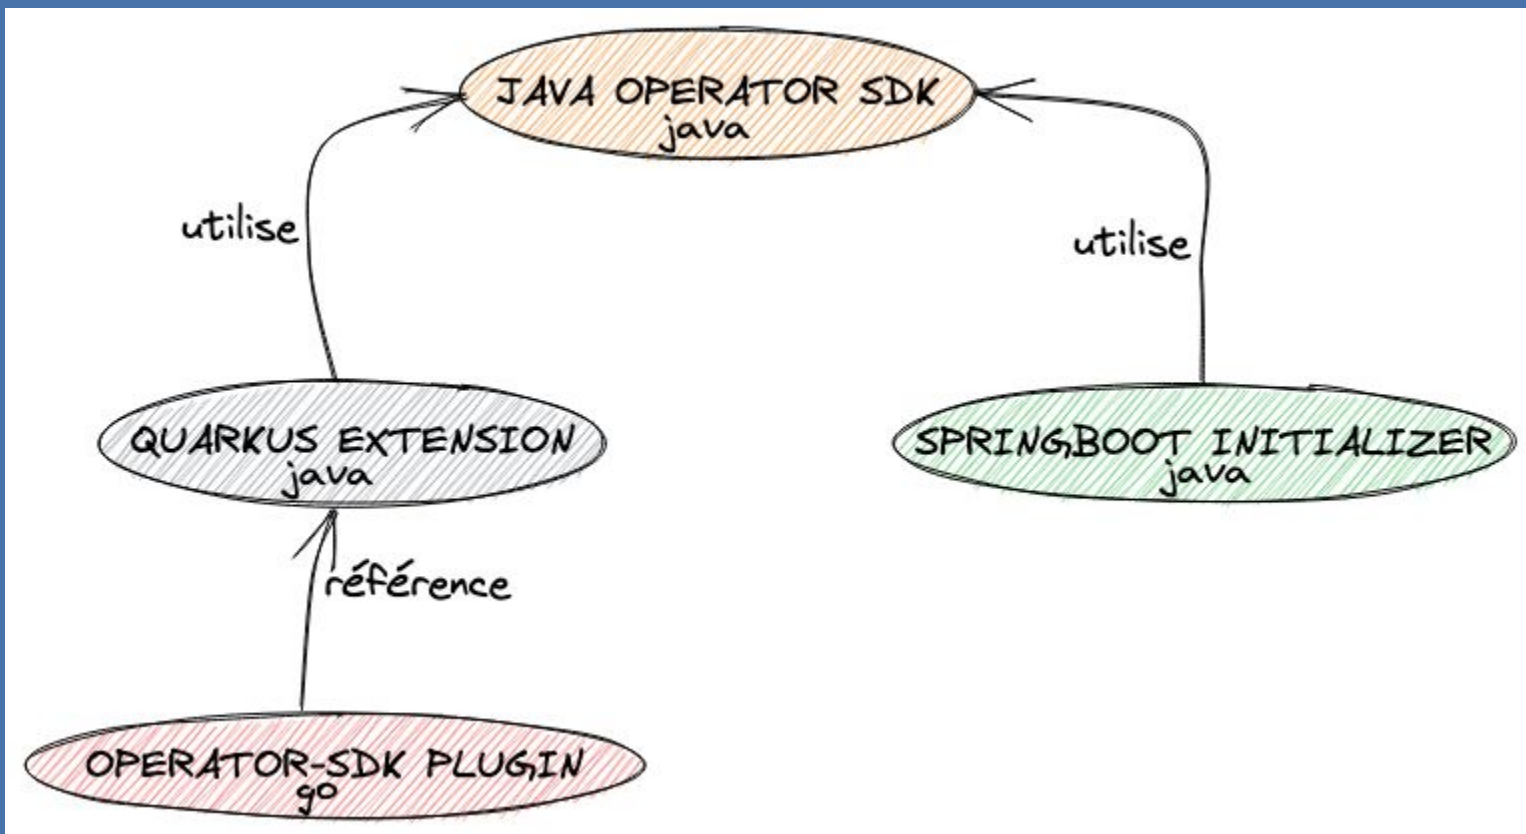 JAVA OPERATOR SDK
java
utilise
utilise
QUARKUS EXTENSION
java
SPRINGBOOT INITIALIZER
java
référence
OPERATOR-SDK PLUGIN
go